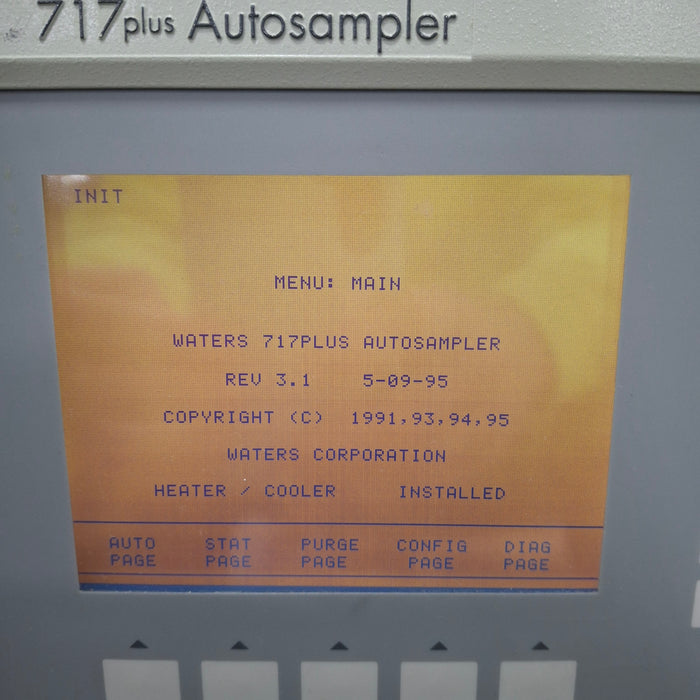 717plus Autosampler
INIT
MENU: MAIN
WATERS 717PLUS AUTOSAMPLER
REV 3.1 5-09-95
COPYRIGHT (C) 1991,93,94,95
WATERS CORPORATION
HEATER / COOLER INSTALLED
AUTO STAT PURGE CONFIG DIAG
PAGE PAGE PAGE PAGE PAGE